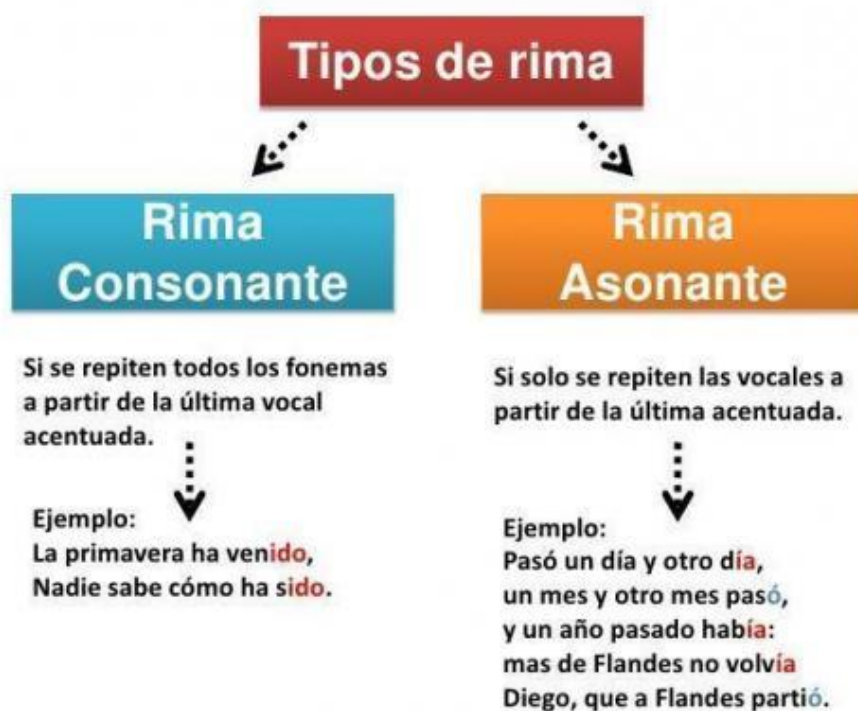 Tipos de rima
Rima
Consonante
Si se repiten todos los fonemas
a partir de la última vocal
acentuada.
Ejemplo:
La primavera ha venido,
Nadie sabe cómo ha sido.
Rima
Asonante
Si solo se repiten las vocales a
partir de la última acentuada.
Ejemplo:
Pasó un día y otro día,
un mes y otro mes pasó,
y un año pasado había:
mas de Flandes no volvía
Diego, que a Flandes partió.